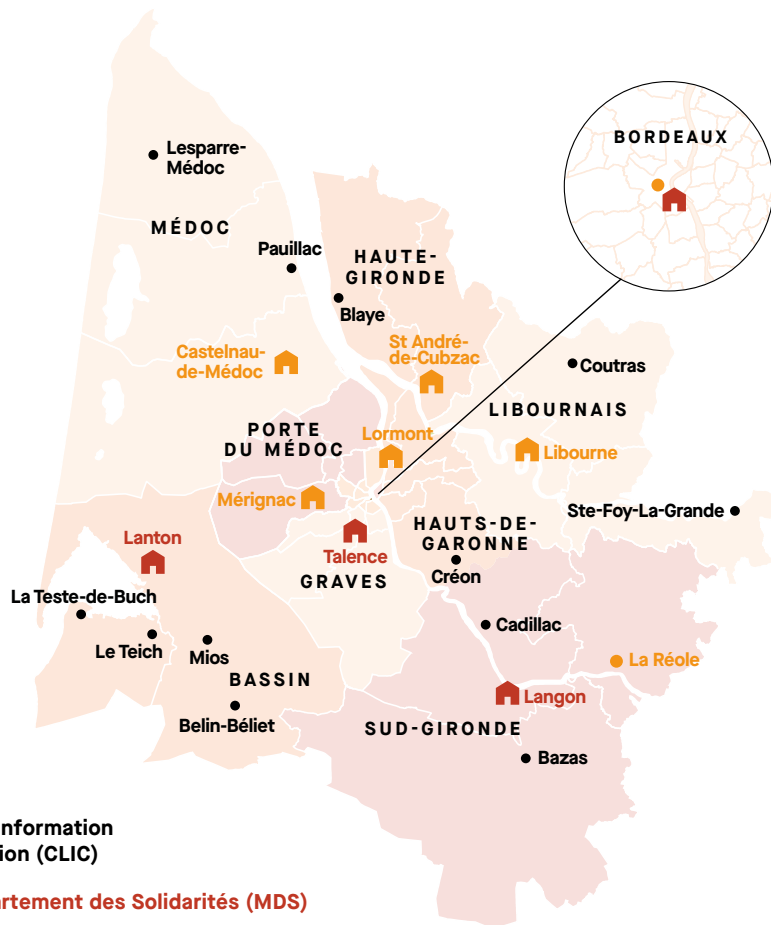 BORDEAUX
Lesparre-
Médoc
MÉDOC
Pauillac
HAUTE-
GIRONDE
Blaye
Castelnau-
de-Médoc
St André-
de-Cubzac
Coutras
LIBOURNAIS
PORTE
DU MÉDOC
Lormont
Libourne
Mérignac
Ste-Foy-La-Grande
HAUTS-DE-
GARONNE
Lanton
Talence
GRAVES
Créon
La Teste-de-Buch
Cadillac
Le Teich
Mios
La Réole
BASSIN
Langon
Belin-Béliet
SUD-GIRONDE
Bazas
nformation
ion (CLIC)
artement des Solidarités (MDS)